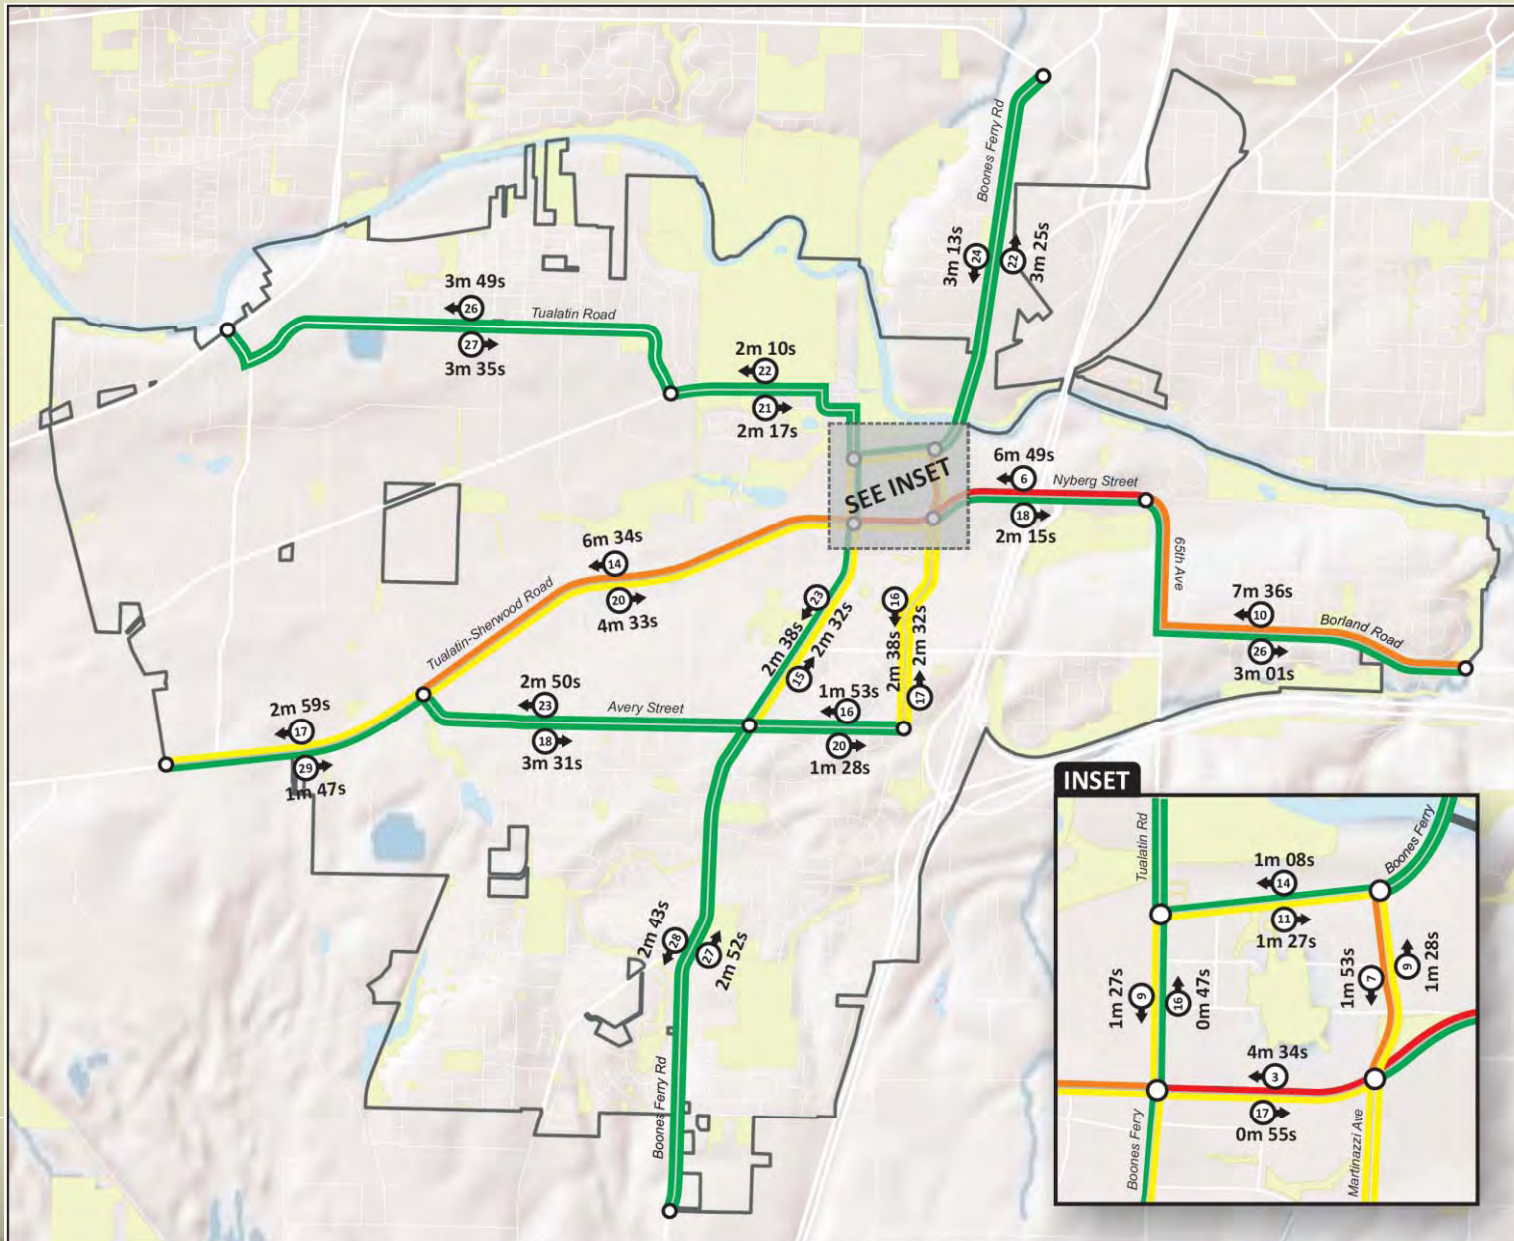 Boones Ferry Rd
3m 13s
24
22
3m 25s
3m 49s
26
Tualatin Road
27
3m 35s
2m 10s
22
21
2m 17s
SEE INSET
6m 49s
6
Nyberg Street
18
2m 15s
65th Ave
7m 36s
10
Borland Road
26
3m 01s
6m 34s
14
20
4m 33s
Tualatin-Sherwood Road
23
2m 38s
2m 32s
15
16
2m 38s
2m 32s
17
2m 59s
17
29
1m 47s
2m 50s
23
Avery Street
18
3m 31s
1m 53s
16
20
1m 28s
2m 43s
28
27
2m 52s
Boones Ferry Rd
INSET
Tualatin Rd
Boones Ferry
1m 08s
14
11
1m 27s
1m 27s
9
16
0m 47s
1m 53s
7
9
1m 28s
4m 34s
3
17
0m 55s
Boones Ferry
Martinazzi Ave